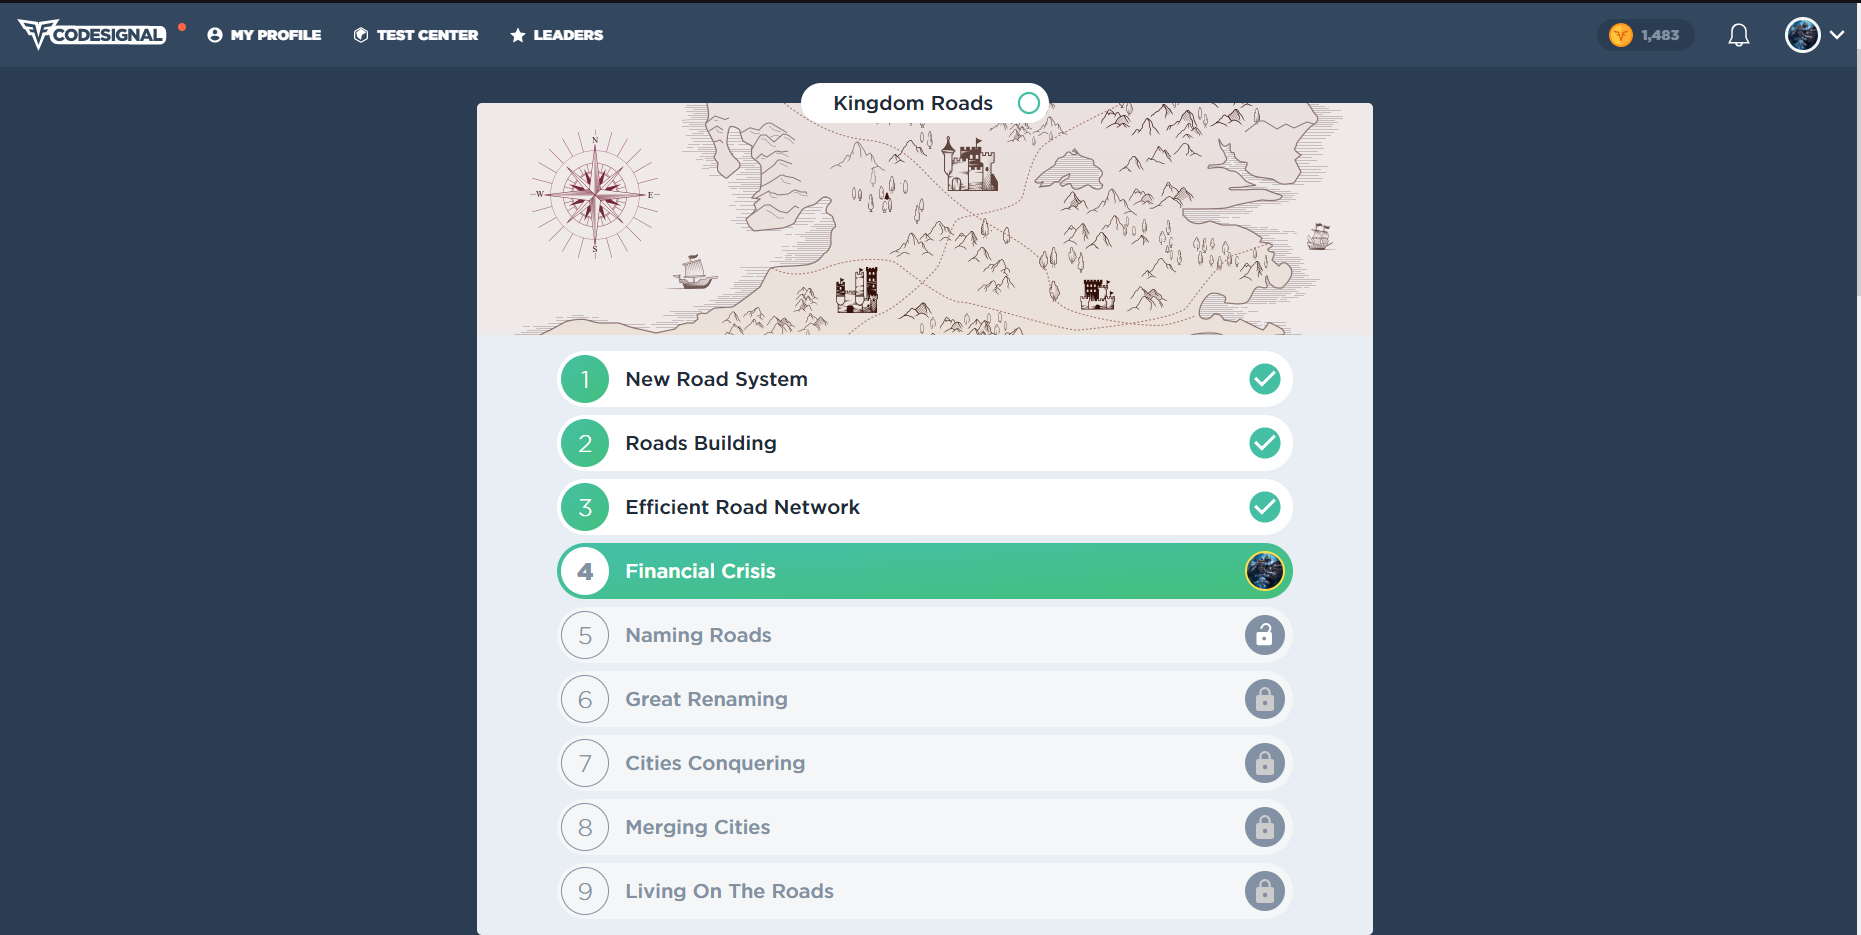 CODESIGNAL MY PROFILE TEST CENTER LEADERS 1,483
Kingdom Roads
N
W E
S
1 New Road System
2 Roads Building
3 Efficient Road Network
4 Financial Crisis
5 Naming Roads
6 Great Renaming
7 Cities Conquering
8 Merging Cities
9 Living On The Roads